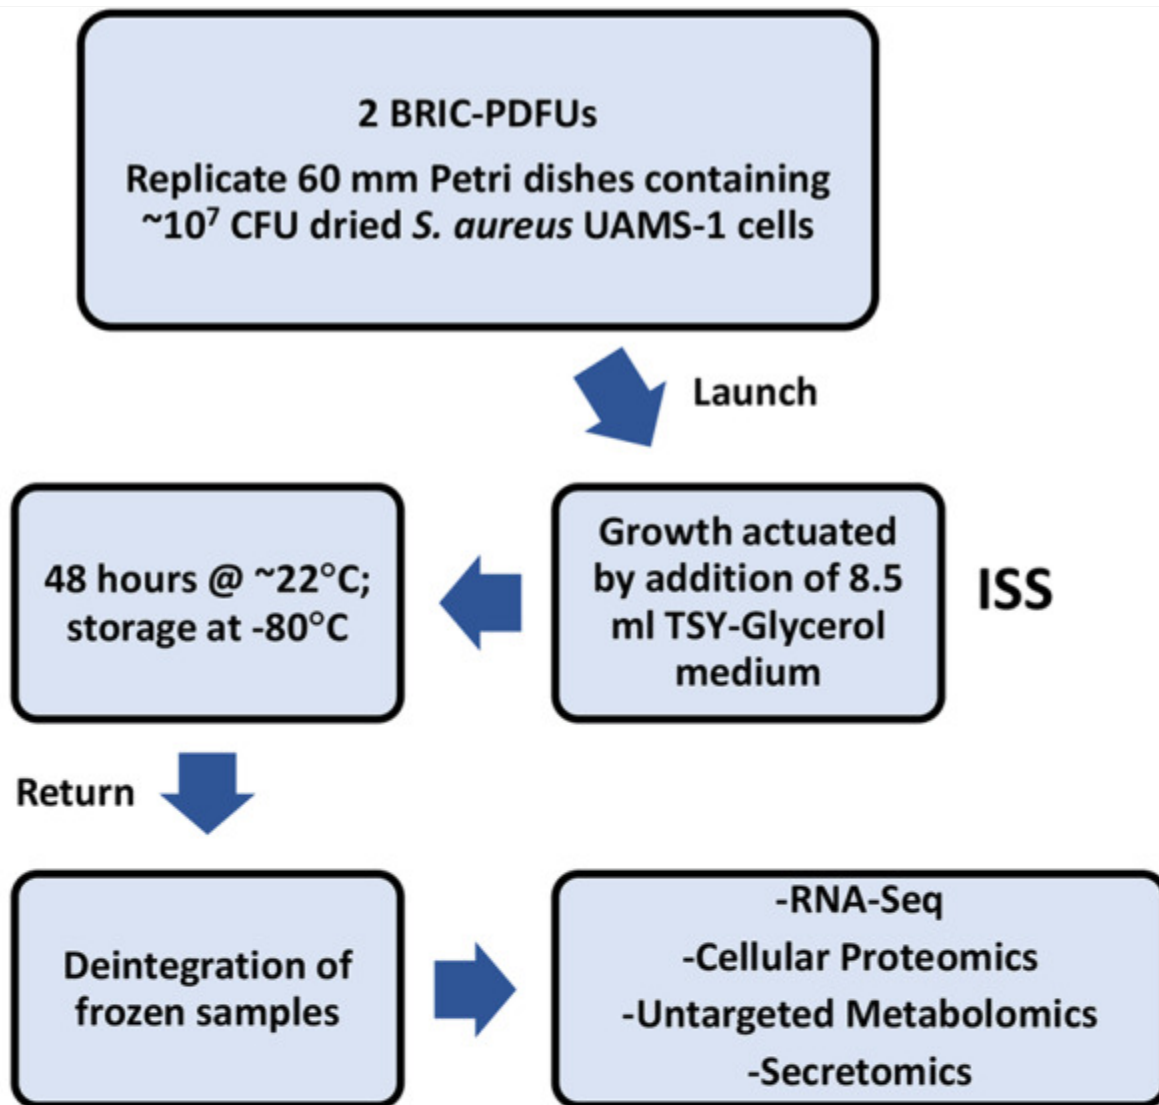 2 BRIC-PDFUs
Replicate 60 mm Petri dishes containing
~10⁷ CFU dried S. aureus UAMS-1 cells
Launch
Growth actuated
by addition of 8.5
ml TSY-Glycerol
medium
ISS
48 hours @ ~22°C;
storage at -80°C
Return
Deintegration of
frozen samples
-RNA-Seq
-Cellular Proteomics
-Untargeted Metabolomics
-Secretomics